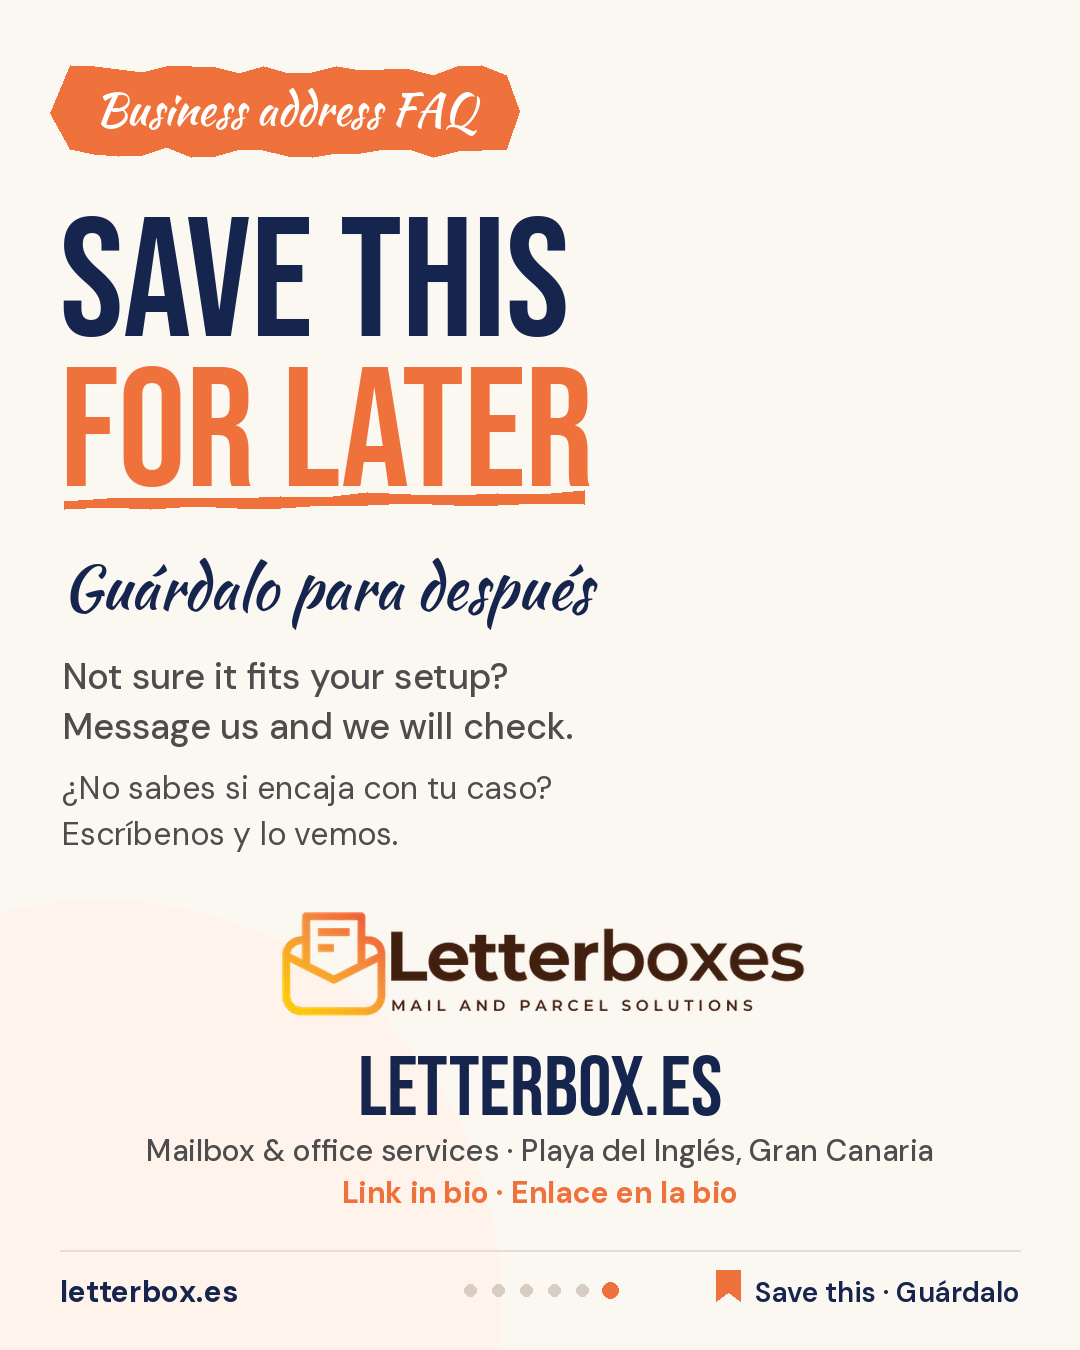 Business address FAQ
SAVE THIS
FOR LATER
Guárdalo para después
Not sure it fits your setup?
Message us and we will check.
¿No sabes si encaja con tu caso?
Escríbenos y lo vemos.
Letterboxes
MAIL AND PARCEL SOLUTIONS
LETTERBOX.ES
Mailbox & office services · Playa del Inglés, Gran Canaria
Link in bio · Enlace en la bio
letterbox.es
Save this · Guárdalo